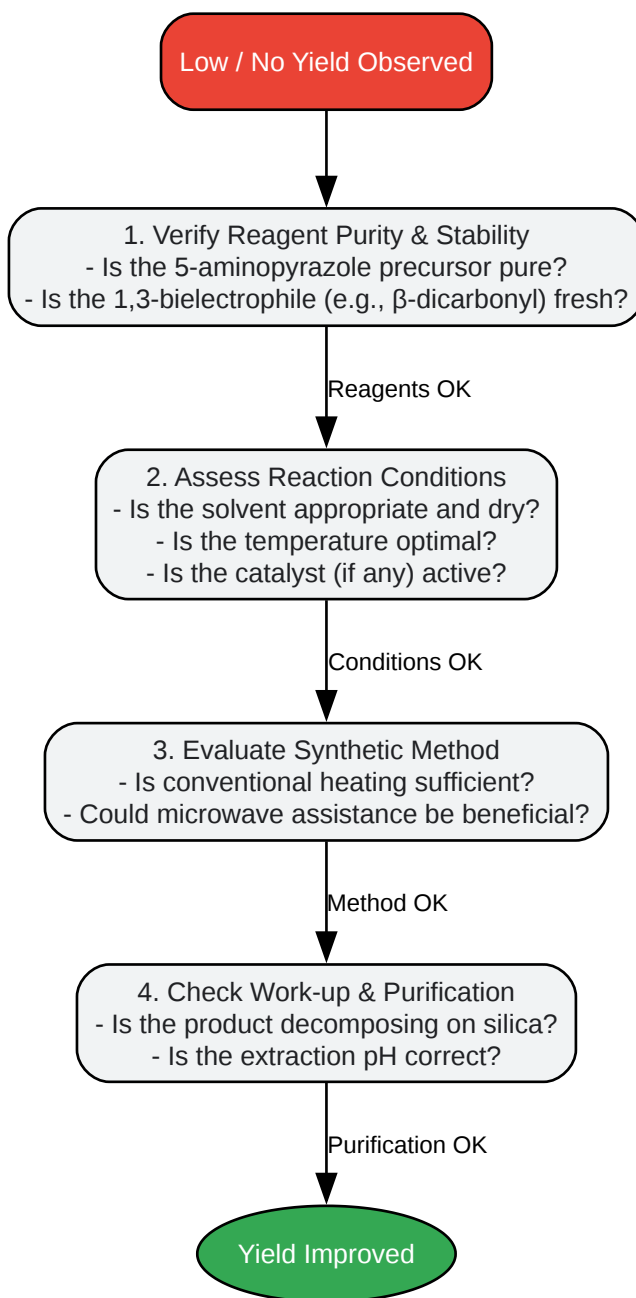 Low / No Yield Observed
1. Verify Reagent Purity & Stability
- Is the 5-aminopyrazole precursor pure?
- Is the 1,3-bielectrophile (e.g., β-dicarbonyl) fresh?
Reagents OK
2. Assess Reaction Conditions
- Is the solvent appropriate and dry?
- Is the temperature optimal?
- Is the catalyst (if any) active?
Conditions OK
3. Evaluate Synthetic Method
- Is conventional heating sufficient?
- Could microwave assistance be beneficial?
Method OK
4. Check Work-up & Purification
- Is the product decomposing on silica?
- Is the extraction pH correct?
Purification OK
Yield Improved